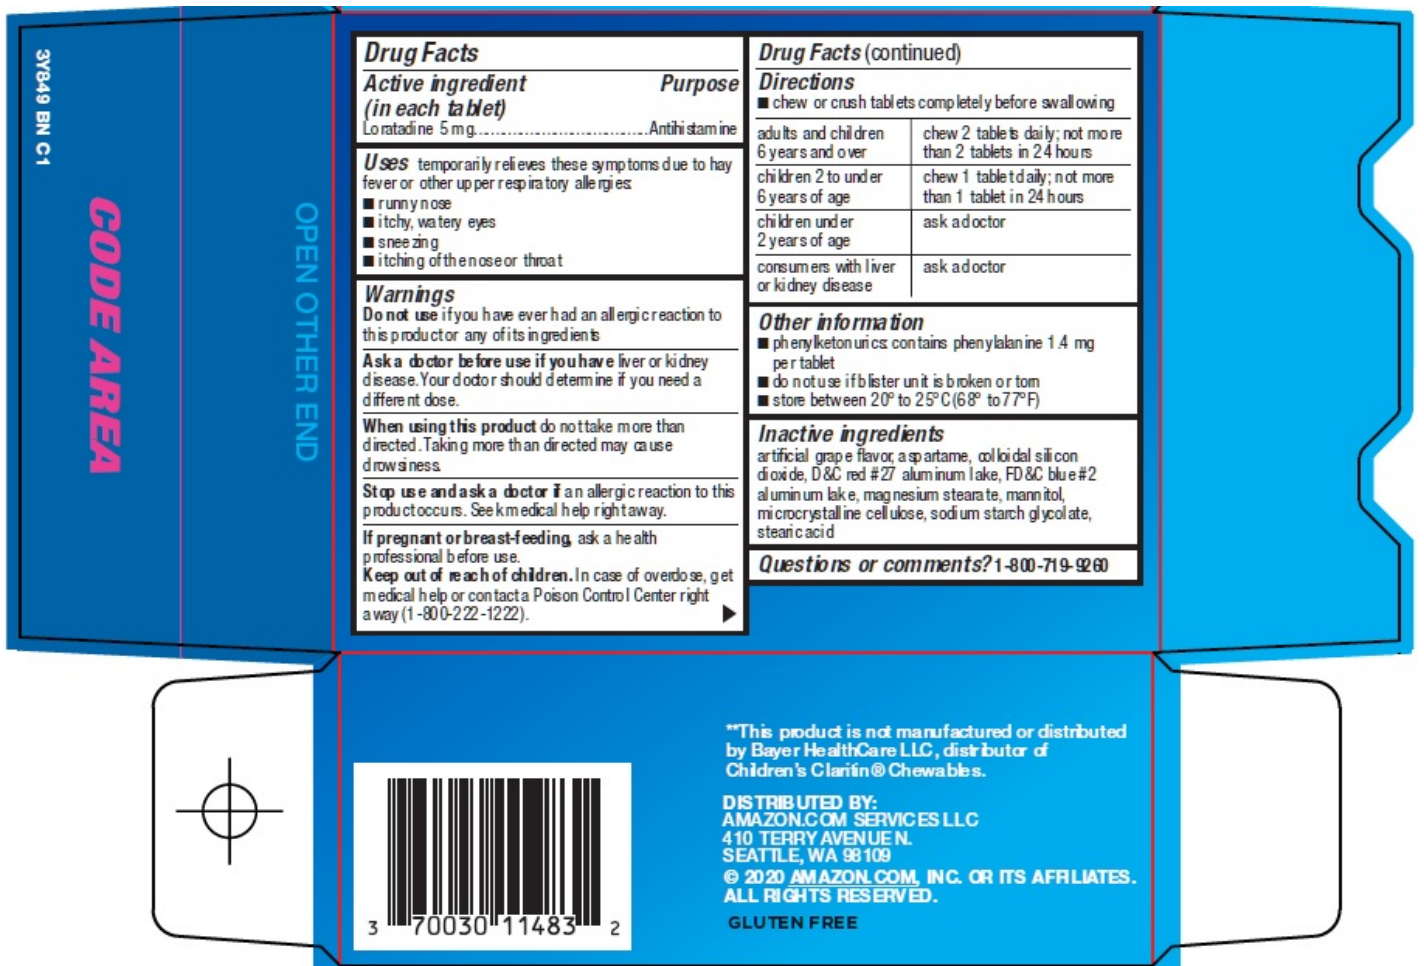 3Y849 BN C1
CODE AREA
OPEN OTHER END
Drug Facts
Active ingredient Purpose
(in each tablet)
Loratadine 5 mg....................................Antihistamine
Uses temporarily relieves these symptoms due to hay
fever or other upper respiratory allergies:
■ runny nose
■ itchy, watery eyes
■ sneezing
■ itching of the nose or throat
Warnings
Do not use if you have ever had an allergic reaction to
this product or any of its ingredients
Ask a doctor before use if you have liver or kidney
disease. Your doctor should determine if you need a
different dose.
When using this product do not take more than
directed. Taking more than directed may cause
drowsiness.
Stop use and ask a doctor if an allergic reaction to this
product occurs. Seek medical help right away.
If pregnant or breast-feeding, ask a health
professional before use.
Keep out of reach of children. In case of overdose, get
medical help or contact a Poison Control Center right
away (1-800-222-1222).
Drug Facts (continued)
Directions
■ chew or crush tablets completely before swallowing
adults and children chew 2 tablets daily; not more
6 years and over than 2 tablets in 24 hours
children 2 to under chew 1 tablet daily; not more
6 years of age than 1 tablet in 24 hours
children under ask a doctor
2 years of age
consumers with liver ask a doctor
or kidney disease
Other information
■ phenylketonurics: contains phenylalanine 1.4 mg
per tablet
■ do not use if blister unit is broken or torn
■ store between 20° to 25°C (68° to 77°F)
Inactive ingredients
artificial grape flavor, aspartame, colloidal silicon
dioxide, D&C red #27 aluminum lake, FD&C blue #2
aluminum lake, magnesium stearate, mannitol,
microcrystalline cellulose, sodium starch glycolate,
stearic acid
Questions or comments? 1-800-719-9260
**This product is not manufactured or distributed
by Bayer HealthCare LLC, distributor of
Children's Claritin® Chewables.
DISTRIBUTED BY:
AMAZON.COM SERVICES LLC
410 TERRY AVENUE N.
SEATTLE, WA 98109
© 2020 AMAZON.COM, INC. OR ITS AFFILIATES.
ALL RIGHTS RESERVED.
GLUTEN FREE
3 70030 11483 2